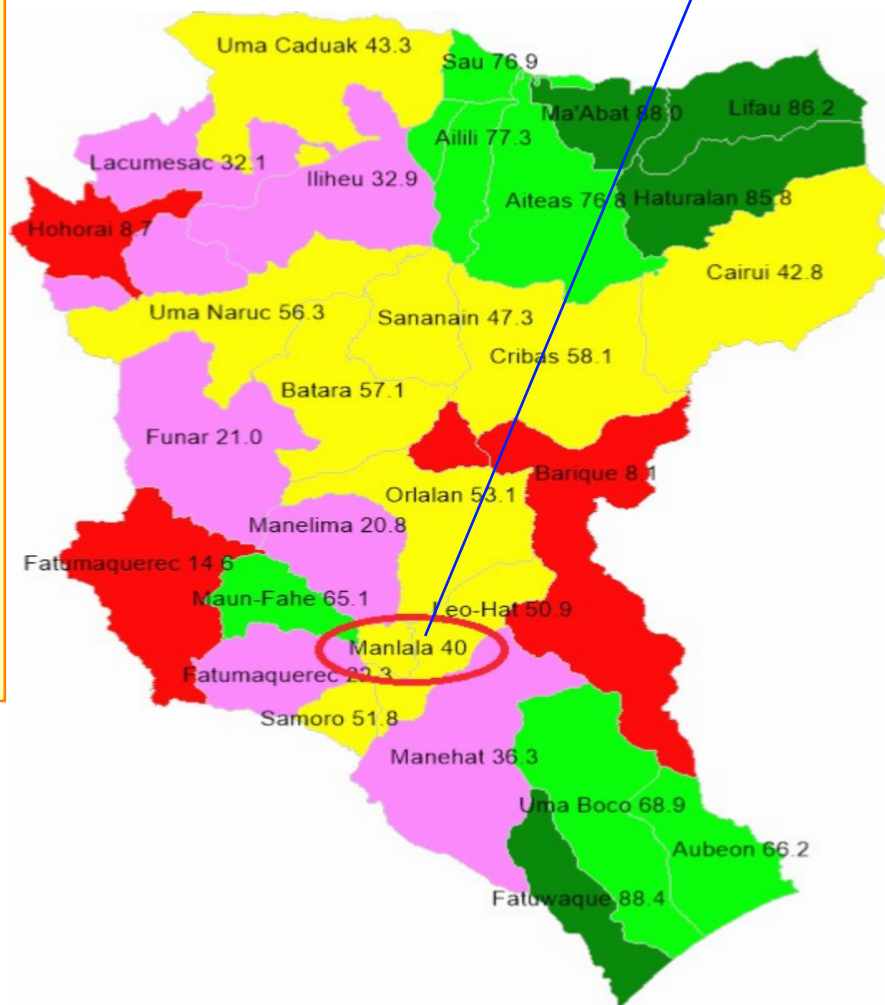 Uma Caduak 43.3
Sau 76.9
Ma'Abat 88.0
Lifau 86.2
Ailili 77.3
Lacumesac 32.1
Iliheu 32.9
Aiteas 76.8
Haturalan 85.8
Hohorai 8.7
Cairui 42.8
Uma Naruc 56.3
Sananain 47.3
Cribas 58.1
Batara 57.1
Funar 21.0
Barique 8.1
Orlalan 53.1
Manelima 20.8
Fatumaquerec 14.6
Maun-Fahe 65.1
Leo-Hat 50.9
Manlala 40
Fatumaquerec 22.3
Samoro 51.8
Manehat 36.3
Uma Boco 68.9
Aubeon 66.2
Fatuwaque 88.4